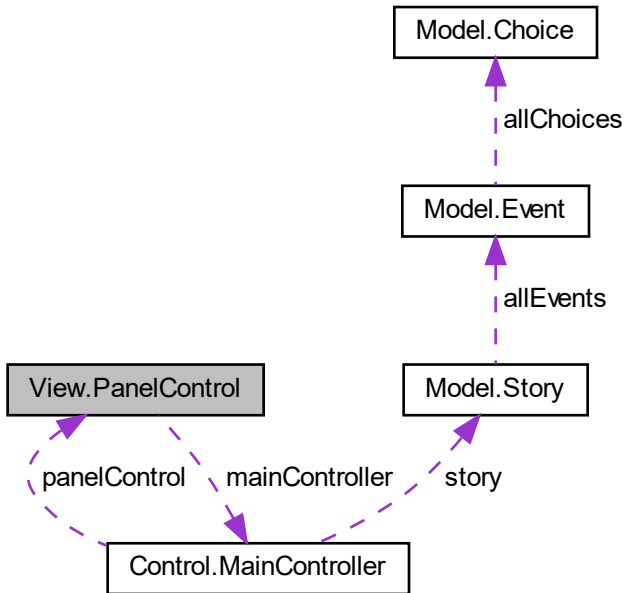 Model.Choice
allChoices
Model.Event
allEvents
View.PanelControl
Model.Story
panelControl
mainController
story
Control.MainController